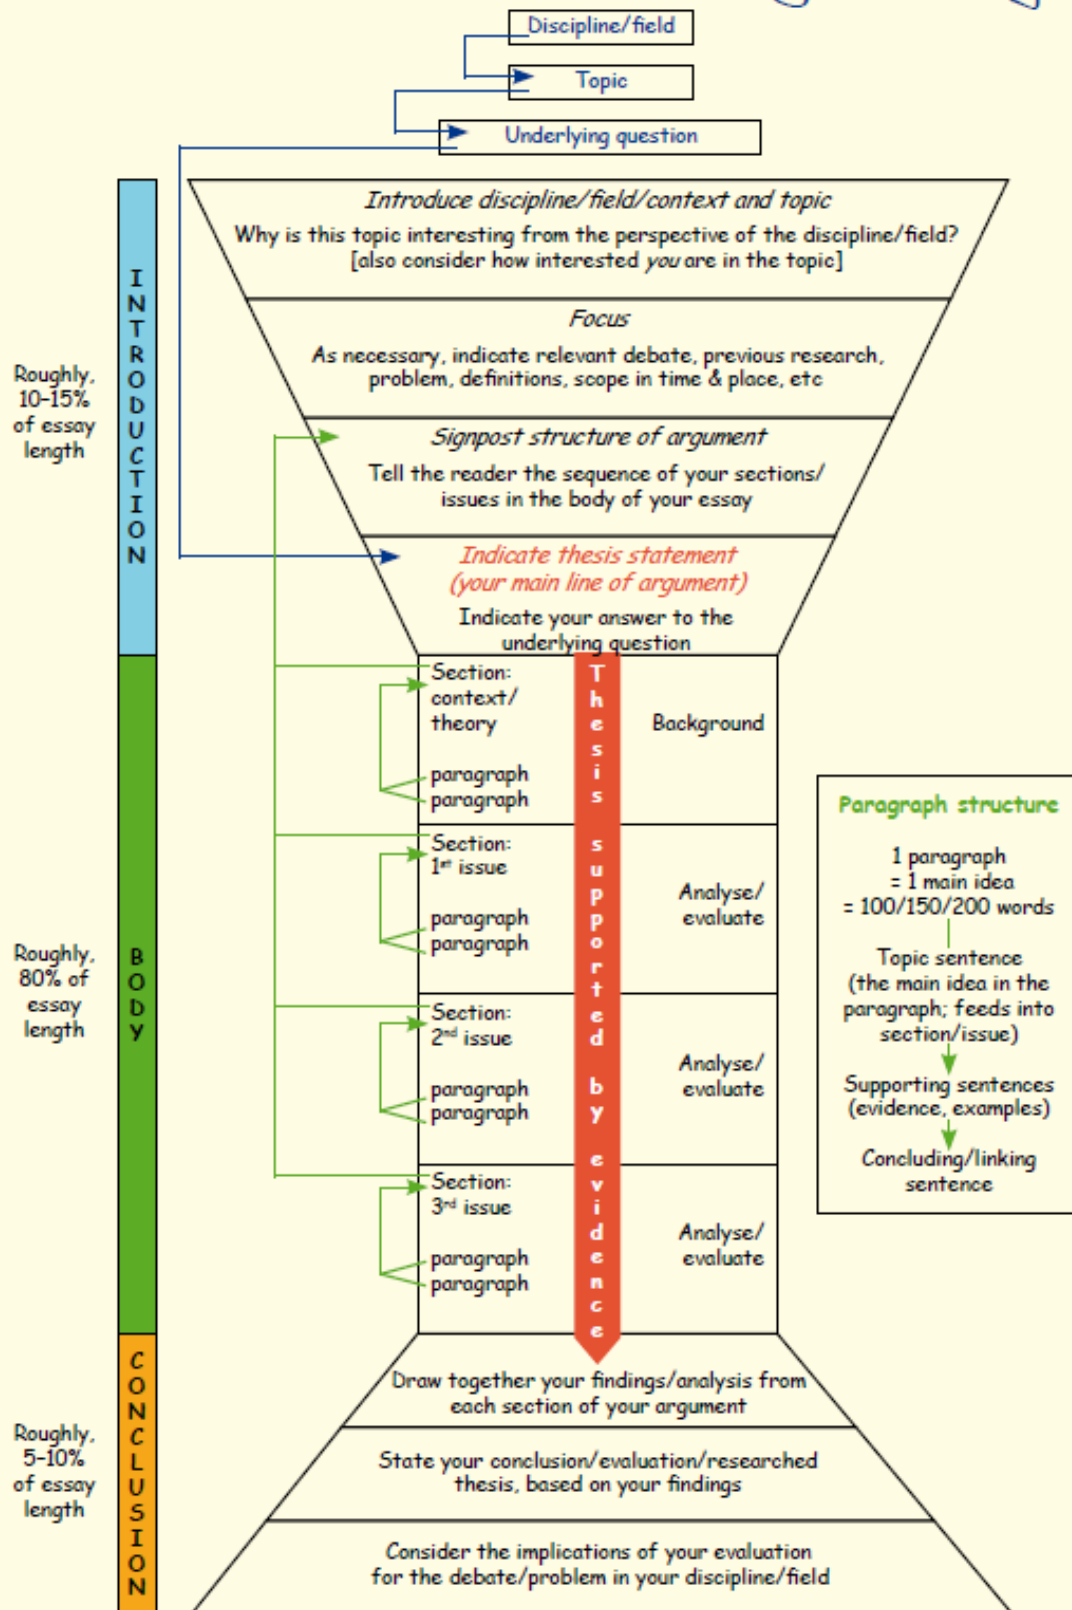 Discipline/field
Topic
Underlying question
INTRODUCTION
Roughly,
10-15%
of essay
length
Introduce discipline/field/context and topic
Why is this topic interesting from the perspective of the discipline/field?
[also consider how interested you are in the topic]
Focus
As necessary, indicate relevant debate, previous research,
problem, definitions, scope in time & place, etc
Signpost structure of argument
Tell the reader the sequence of your sections/
issues in the body of your essay
Indicate thesis statement
(your main line of argument)
Indicate your answer to the
underlying question
BODY
Roughly,
80% of
essay
length
Thesis supported by evidence
Section:
context/
theory
paragraph
paragraph
Background
Section:
1st issue
paragraph
paragraph
Analyse/
evaluate
Section:
2nd issue
paragraph
paragraph
Analyse/
evaluate
Section:
3rd issue
paragraph
paragraph
Analyse/
evaluate
Paragraph structure
1 paragraph
= 1 main idea
= 100/150/200 words
Topic sentence
(the main idea in the
paragraph; feeds into
section/issue)
Supporting sentences
(evidence, examples)
Concluding/linking
sentence
CONCLUSION
Roughly,
5-10%
of essay
length
Draw together your findings/analysis from
each section of your argument
State your conclusion/evaluation/researched
thesis, based on your findings
Consider the implications of your evaluation
for the debate/problem in your discipline/field